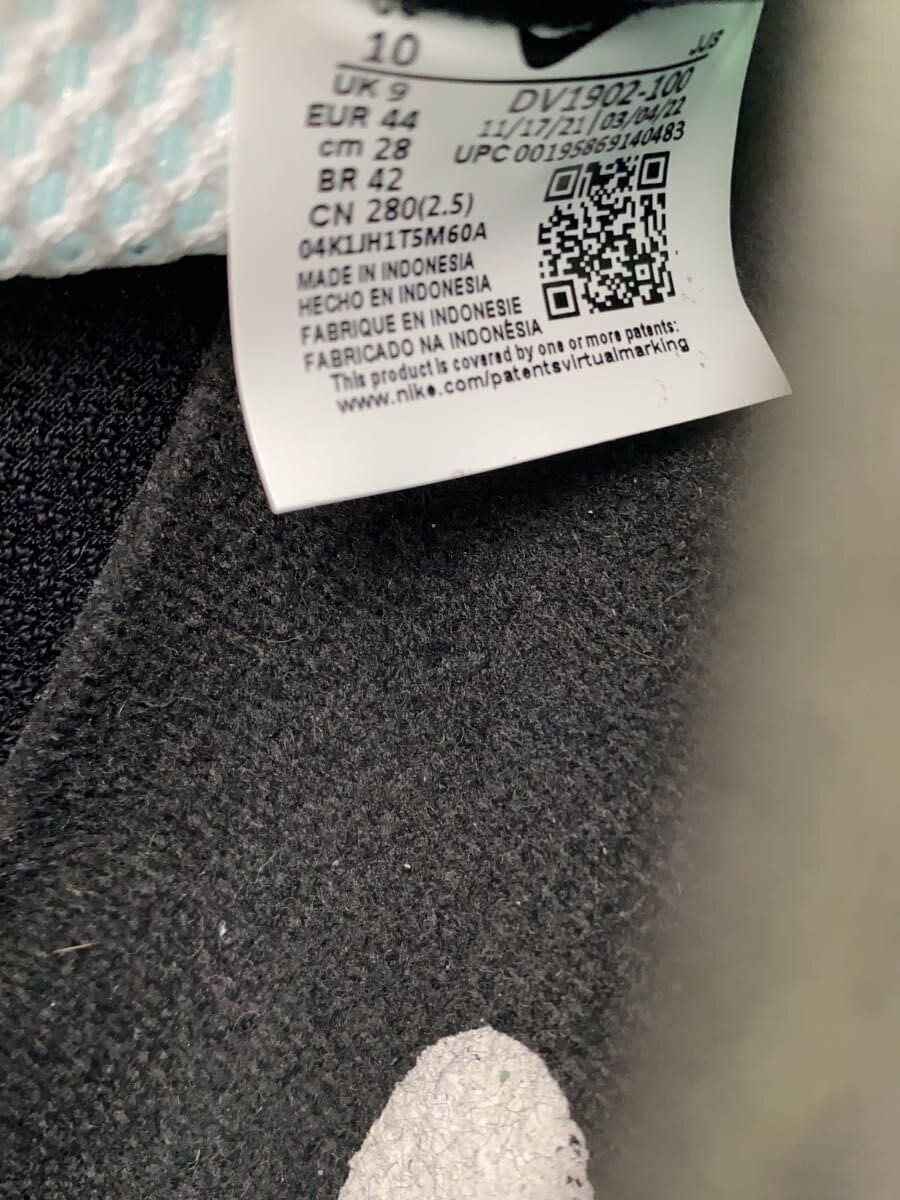 10
JJS
UK 9
DV1902-100
EUR 44
11/17/21 | 03/04/22
cm 28
UPC 00195869140483
BR 42
CN 280(2.5)
04K1JH1T5M60A
MADE IN INDONESIA
HECHO EN INDONESIA
FABRIQUE EN INDONESIE
FABRICADO NA INDONÈSIA
This product is covered by one or more patents:
www.nike.com/patentsvirtualmarking